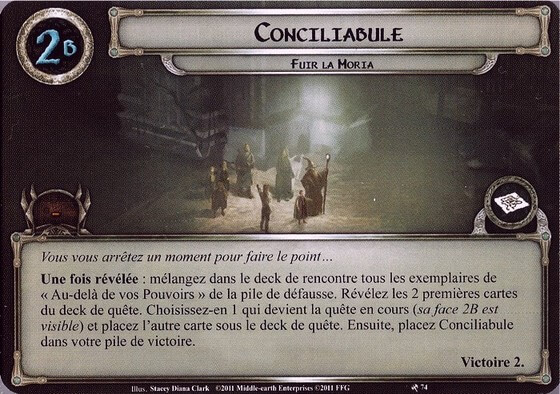 2B
Conciliabule
Fuir la Moria
Vous vous arrêtez un moment pour faire le point…
Une fois révélée : mélangez dans le deck de rencontre tous les exemplaires de
« Au-delà de vos Pouvoirs » de la pile de défausse. Révélez les 2 premières cartes
du deck de quête. Choisissez-en 1 qui devient la quête en cours (sa face 2B est
visible) et placez l’autre carte sous le deck de quête. Ensuite, placez Conciliabule
dans votre pile de victoire.
Victoire 2.
Illus. Stacey Diana Clark ©2011 Middle-earth Enterprises ©2011 FFG 74